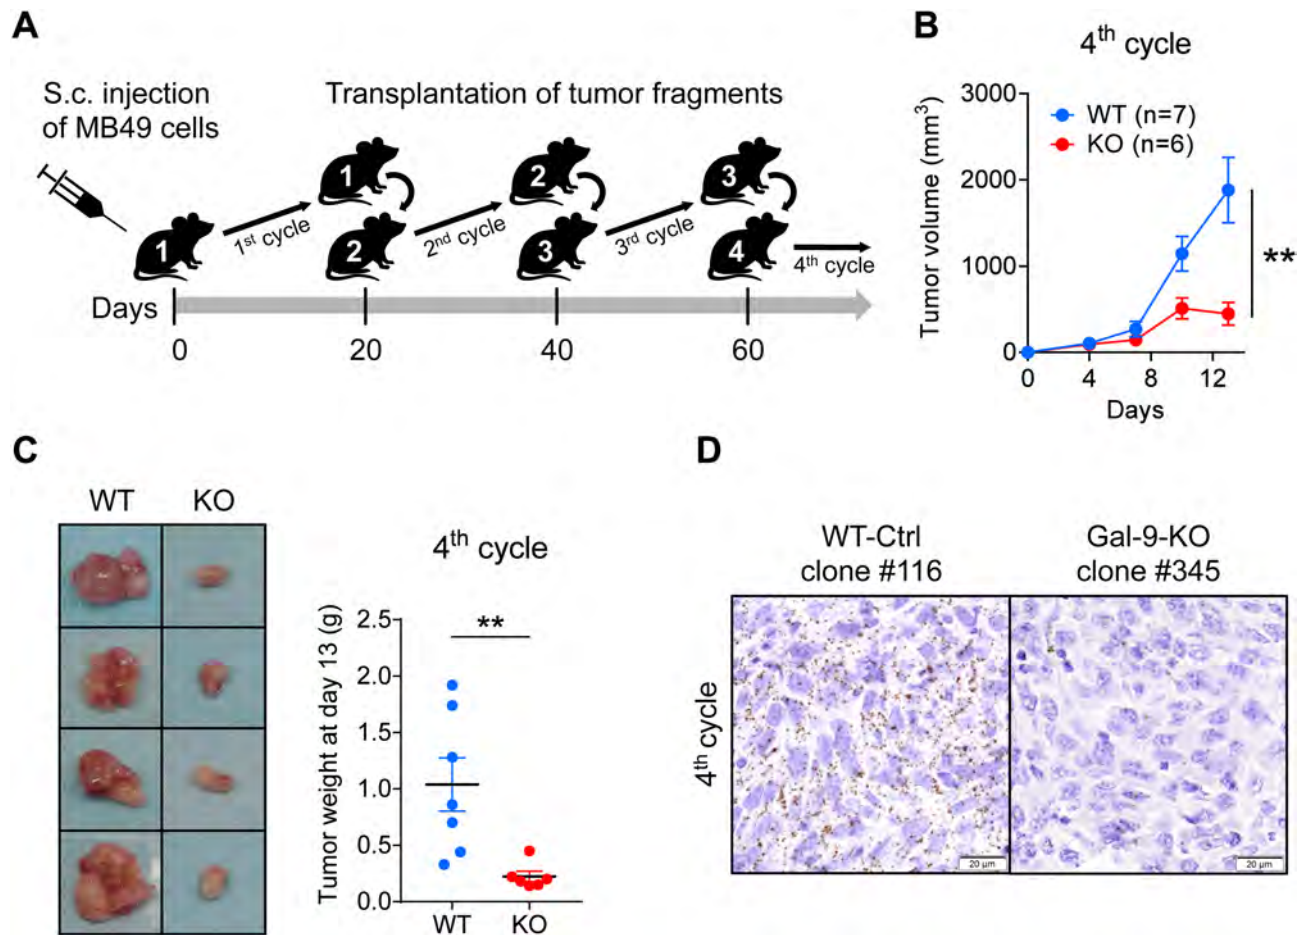 A
S.c. injection
of MB49 cells
Transplantation of tumor fragments
1
2
3
1
2
3
4
1st cycle
2nd cycle
3rd cycle
4th cycle
Days
0
20
40
60
B
4th cycle
Tumor volume (mm3)
3000
2000
1000
0
WT (n=7)
KO (n=6)
**
0
4
8
12
Days
C
WT
KO
4th cycle
Tumor weight at day 13 (g)
2.5
2.0
1.5
1.0
0.5
0.0
**
WT
KO
D
WT-Ctrl
clone #116
Gal-9-KO
clone #345
4th cycle
20 µm
20 µm